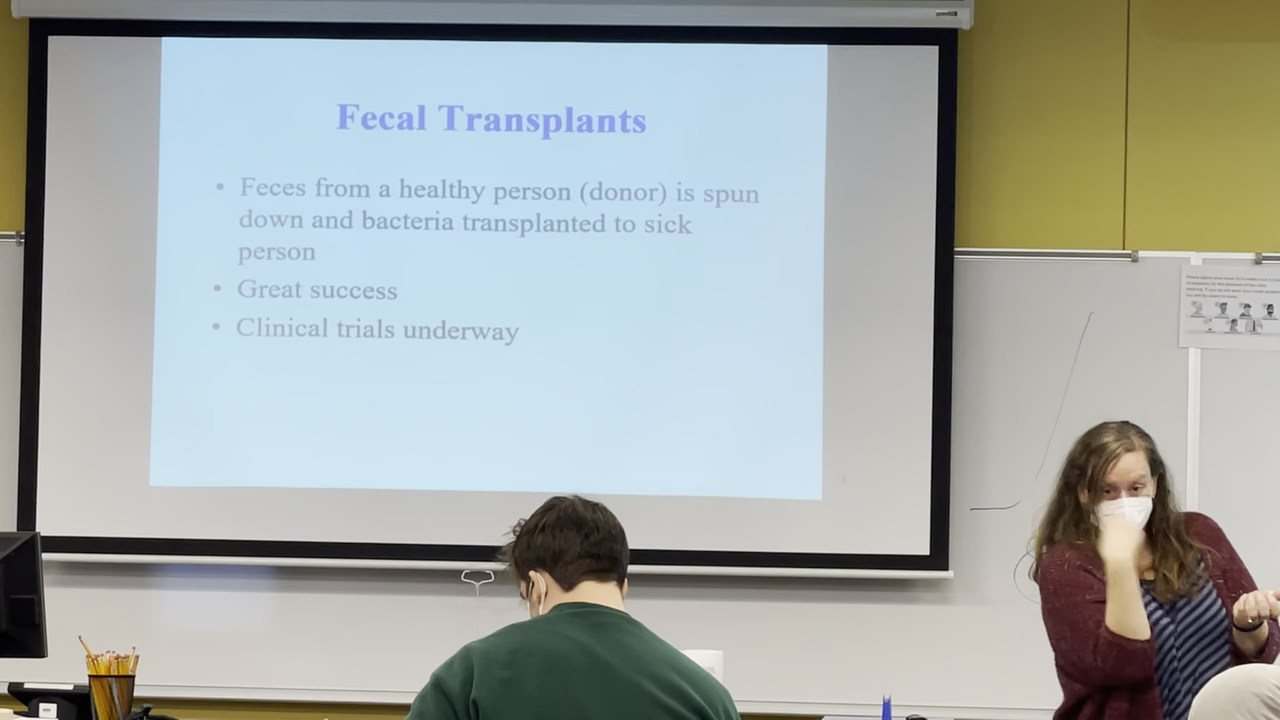 Fecal Transplants
• Feces from a healthy person (donor) is spun
down and bacteria transplanted to sick
person
• Great success
• Clinical trials underway